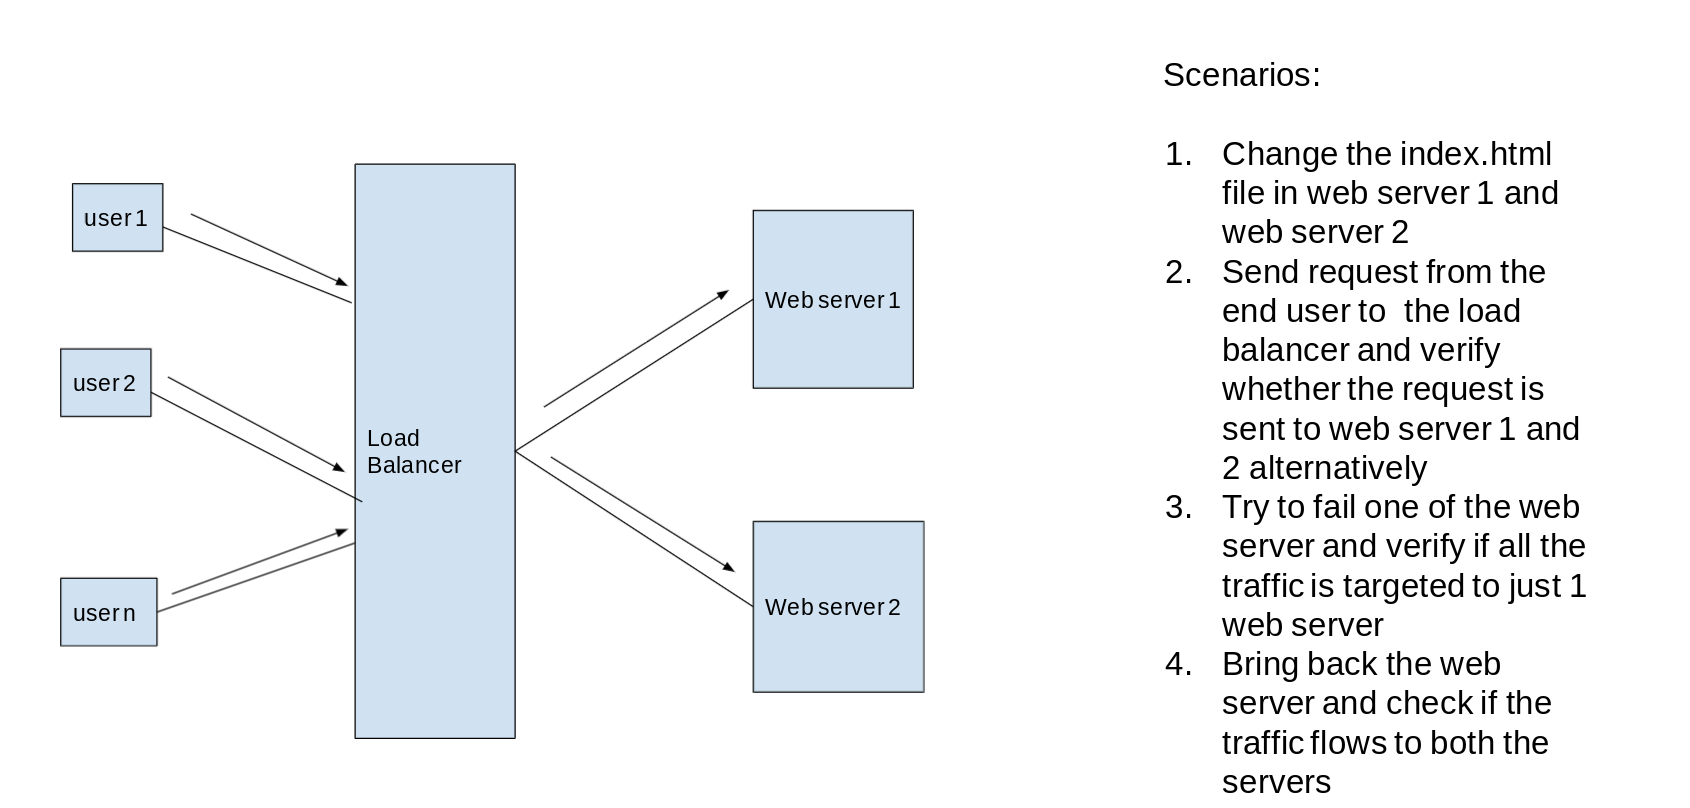 user 1
user 2
user n
Load
Balancer
Web server 1
Web server 2
Scenarios:
1. Change the index.html
file in web server 1 and
web server 2
2. Send request from the
end user to  the load
balancer and verify
whether the request is
sent to web server 1 and
2 alternatively
3. Try to fail one of the web
server and verify if all the
traffic is targeted to just 1
web server
4. Bring back the web
server and check if the
traffic flows to both the
servers